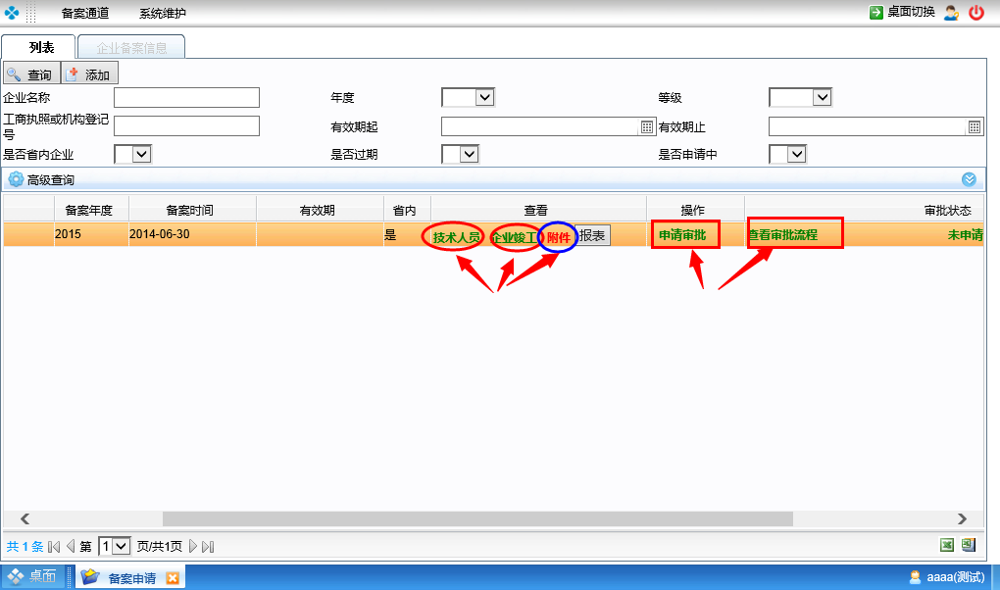 备案通道 系统维护 桌面切换
列表 企业备案信息
查询 添加
企业名称 年度 等级
工商执照或机构登记
号 有效期起 有效期止
是否省内企业 是否过期 是否申请中
高级查询
备案年度 备案时间 有效期 省内 查看 操作 审批状态
2015 2014-06-30 是 技术人员 企业竣工 附件 报表 申请审批 查看审批流程 未申请
共 1 条 第 1 页/共1页
桌面 备案申请 aaaa(测试)